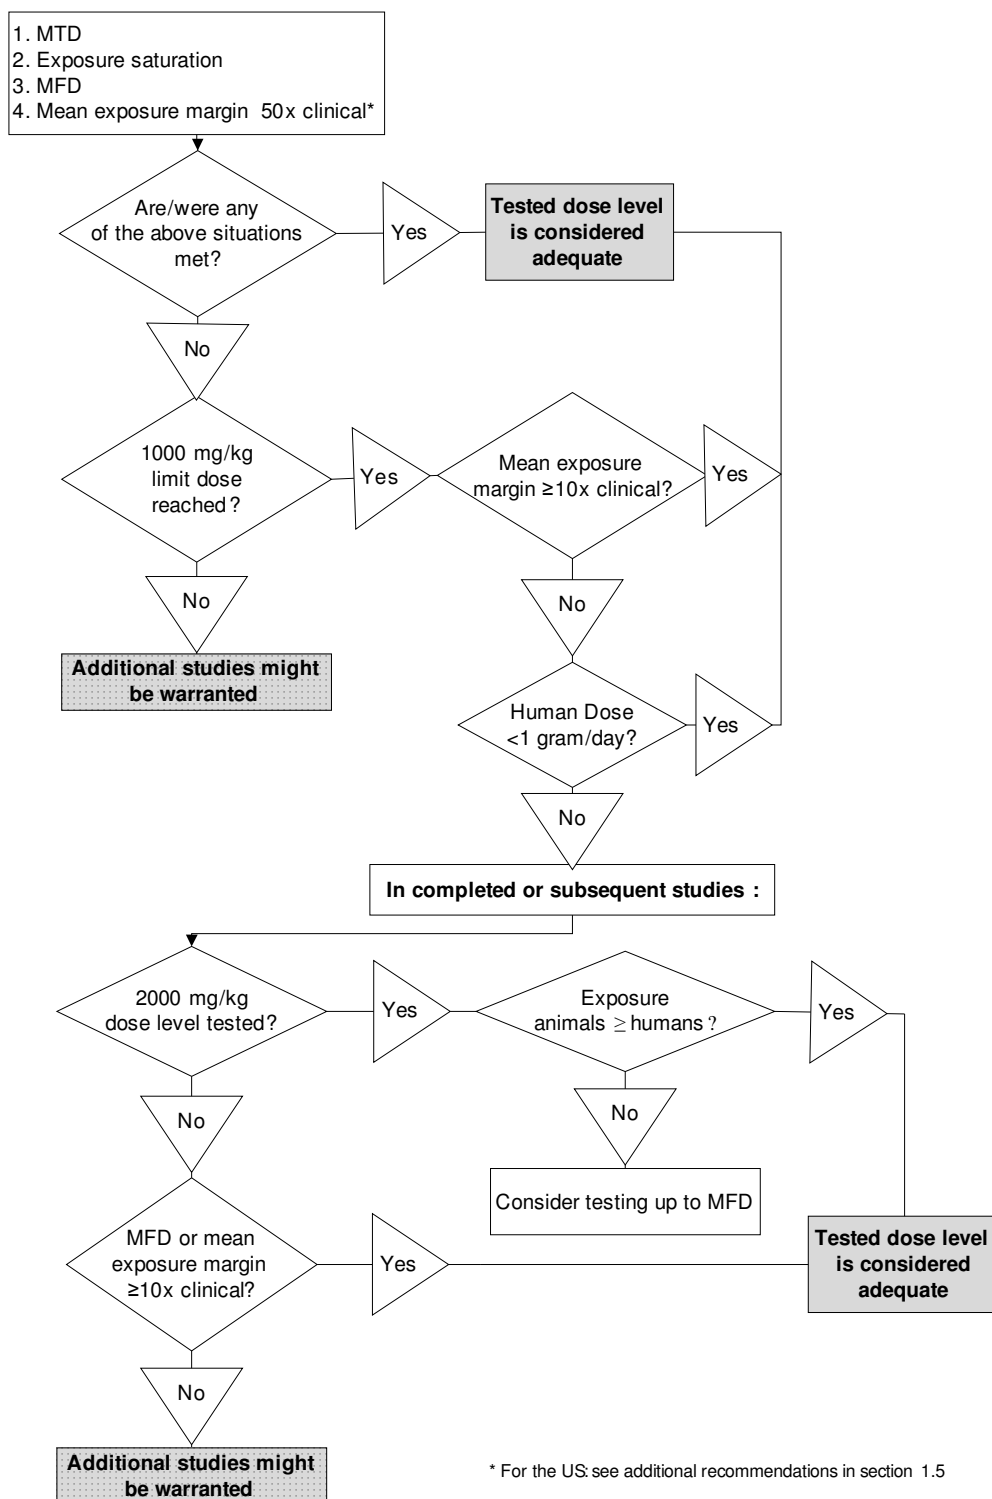 1. MTD
2. Exposure saturation
3. MFD
4. Mean exposure margin 50x clinical*
Are/were any
of the above situations
met?
Yes
Tested dose level
is considered
adequate
No
1000 mg/kg
limit dose
reached?
Yes
Mean exposure
margin ≥10x clinical?
Yes
No
No
Additional studies might
be warranted
Human Dose
<1 gram/day?
Yes
No
In completed or subsequent studies :
2000 mg/kg
dose level tested?
Yes
Exposure
animals ≥ humans ?
Yes
No
No
Consider testing up to MFD
MFD or mean
exposure margin
≥10x clinical?
Yes
Tested dose level
is considered
adequate
No
Additional studies might
be warranted
* For the US: see additional recommendations in section 1.5